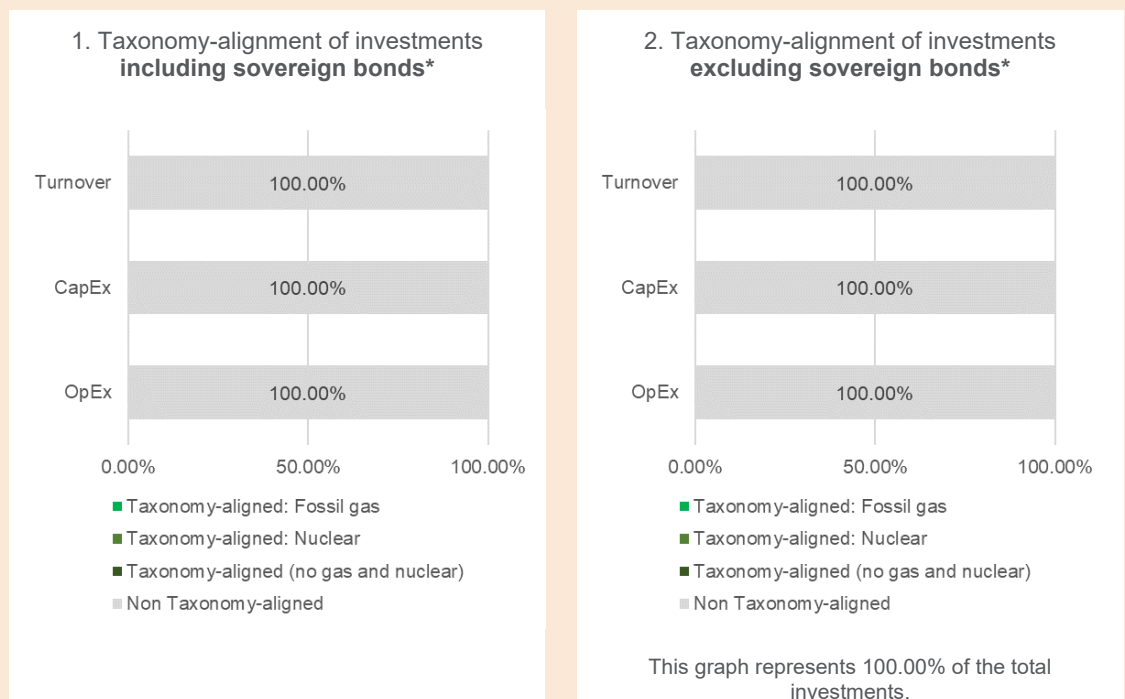 1. Taxonomy-alignment of investments
including sovereign bonds*
Turnover
100.00%
CapEx
100.00%
OpEx
100.00%
0.00%
50.00%
100.00%
Taxonomy-aligned: Fossil gas
Taxonomy-aligned: Nuclear
Taxonomy-aligned (no gas and nuclear)
Non Taxonomy-aligned
2. Taxonomy-alignment of investments
excluding sovereign bonds*
Turnover
100.00%
CapEx
100.00%
OpEx
100.00%
0.00%
50.00%
100.00%
Taxonomy-aligned: Fossil gas
Taxonomy-aligned: Nuclear
Taxonomy-aligned (no gas and nuclear)
Non Taxonomy-aligned
This graph represents 100.00% of the total
investments.